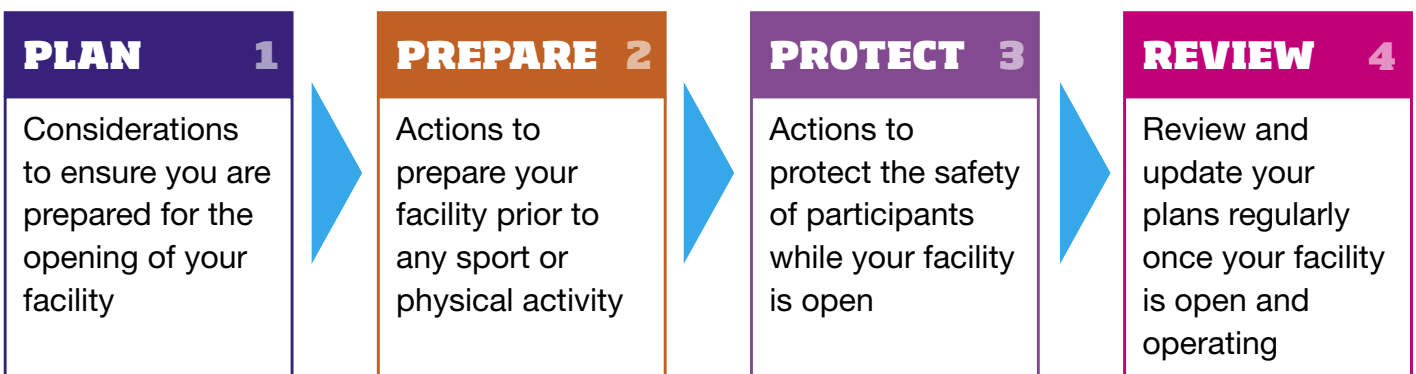 PLAN 1
Considerations
to ensure you are
prepared for the
opening of your
facility
PREPARE 2
Actions to
prepare your
facility prior to
any sport or
physical activity
PROTECT 3
Actions to
protect the safety
of participants
while your facility
is open
REVIEW 4
Review and
update your
plans regularly
once your facility
is open and
operating